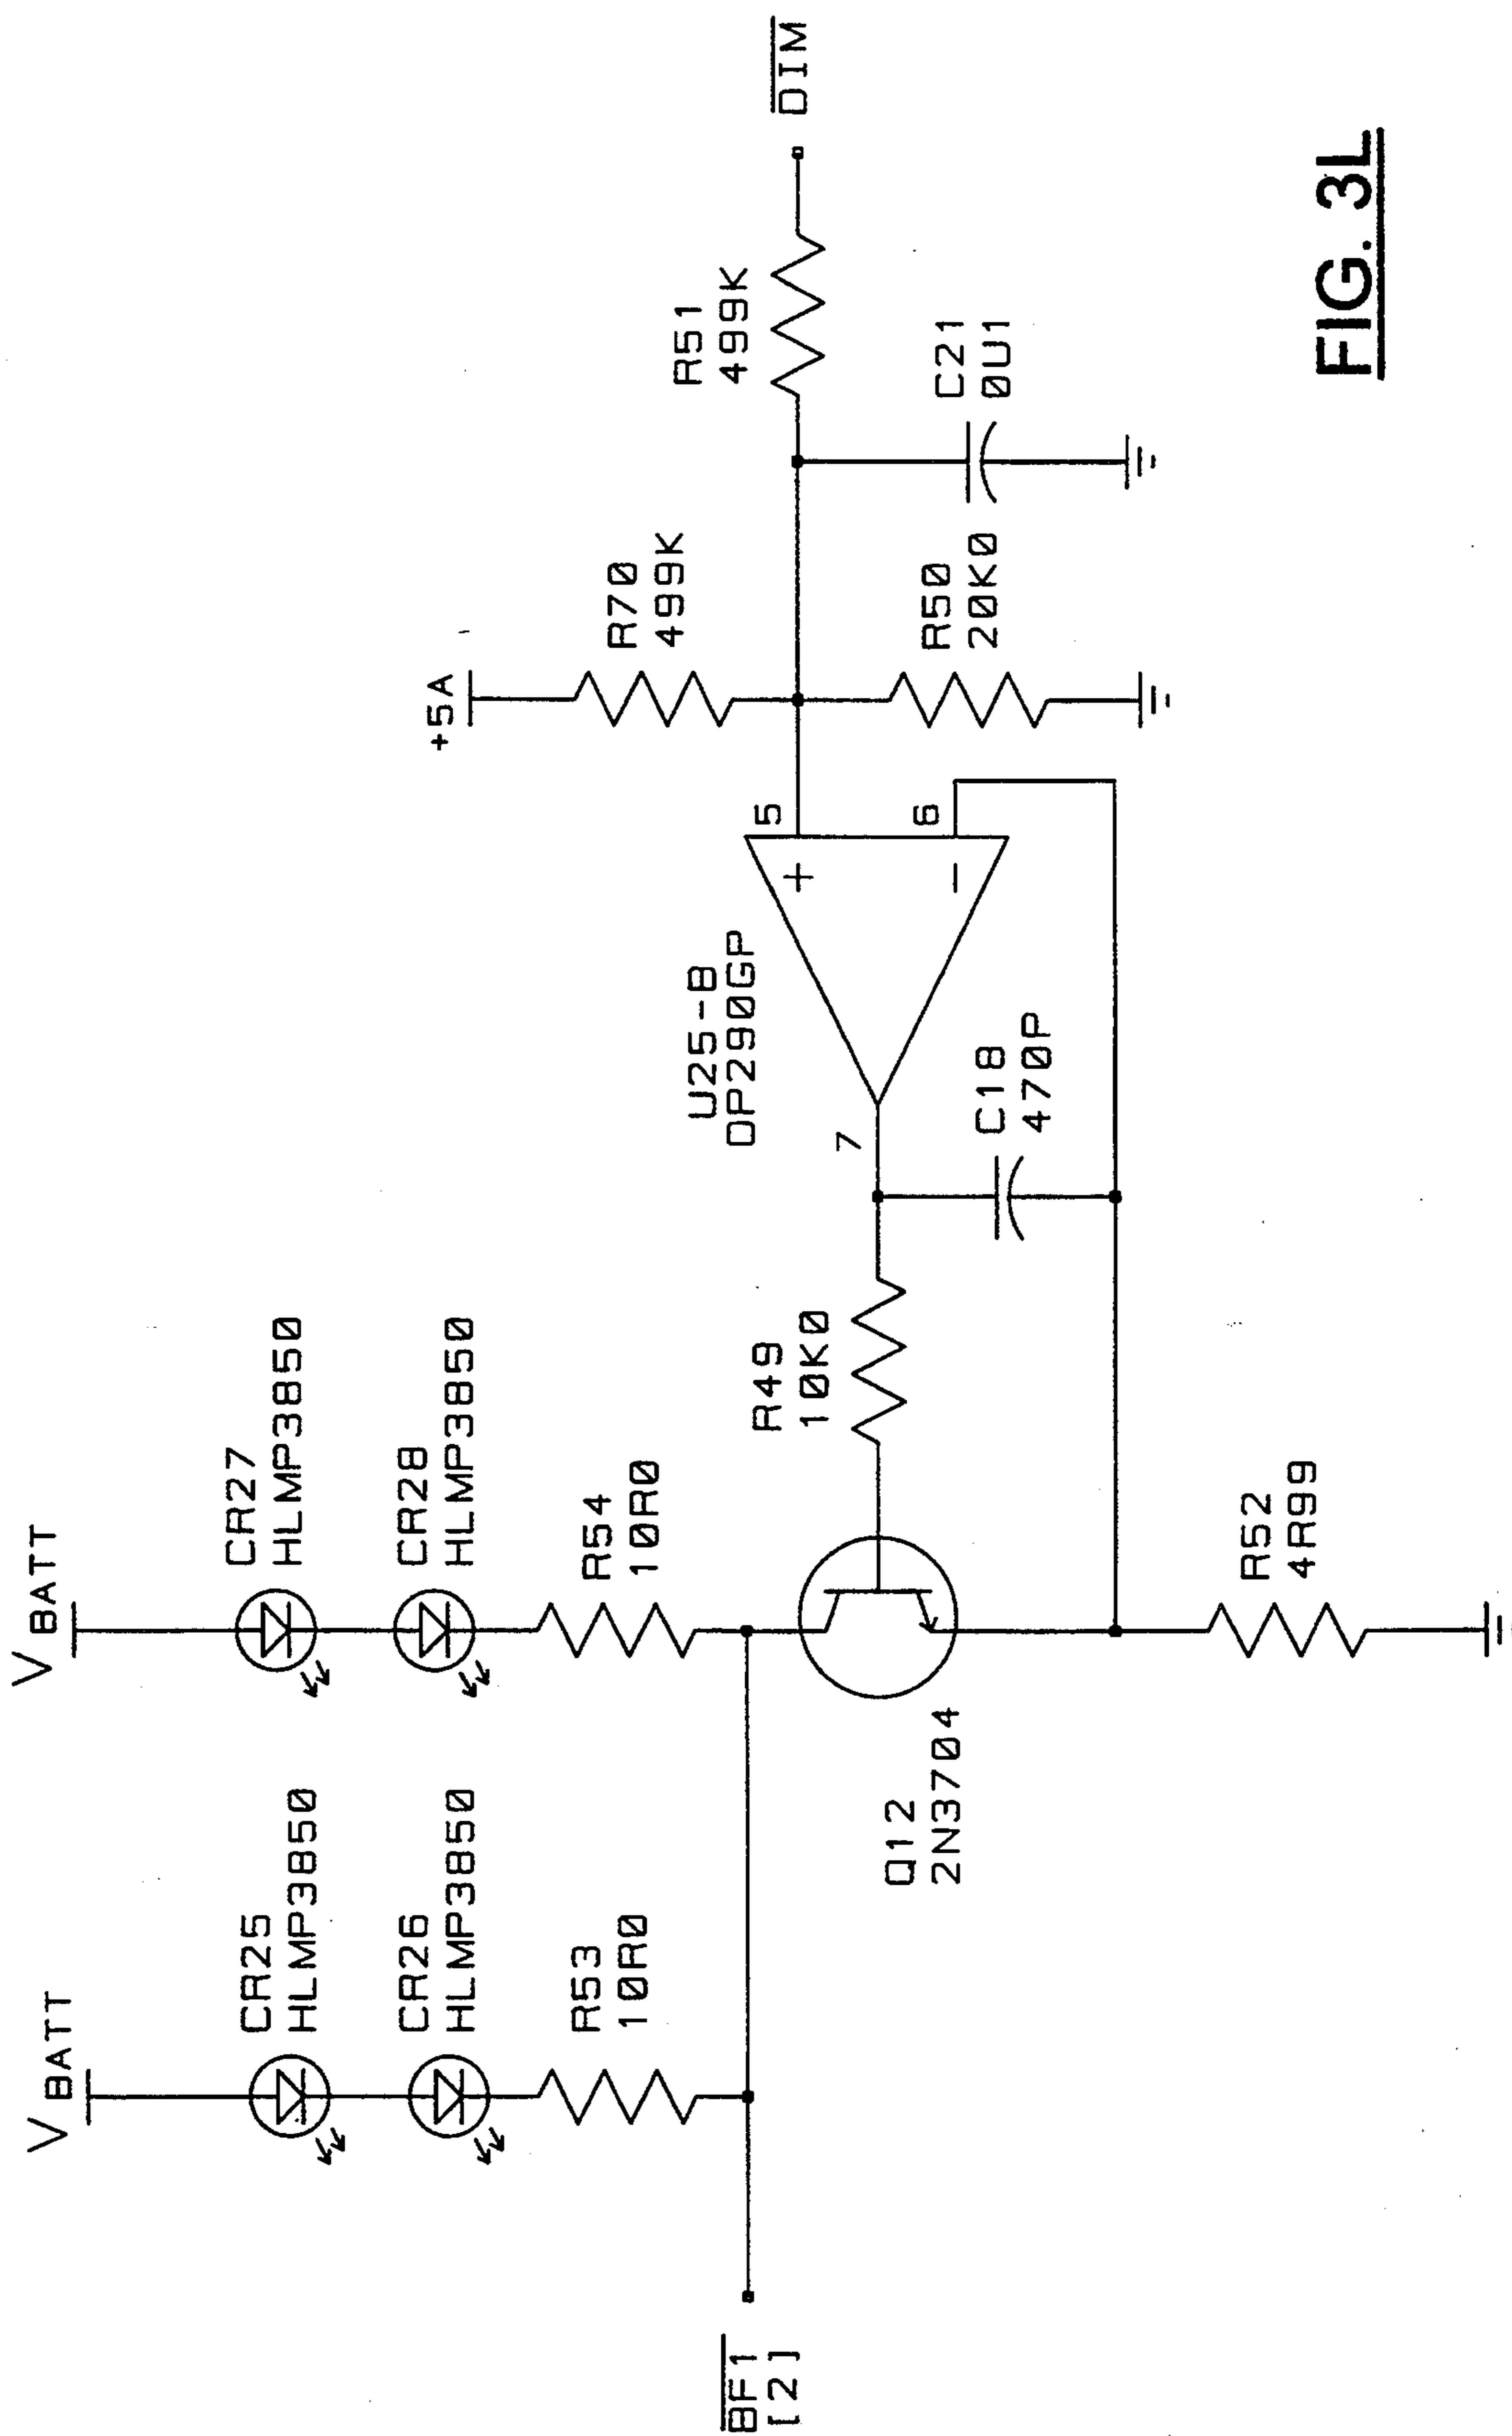 V BATT
V BATT
CR25
HLMP3850
CR27
HLMP3850
CR26
HLMP3850
CR28
HLMP3850
R53
10R0
R54
10R0
BF1
[2]
Q12
2N3704
R49
10K0
R52
4R99
U25-B
OP290GP
7
5
6
+
-
C18
470P
+5A
R70
499K
R50
20K0
R51
499K
C21
0U1
DIM
FIG. 3L